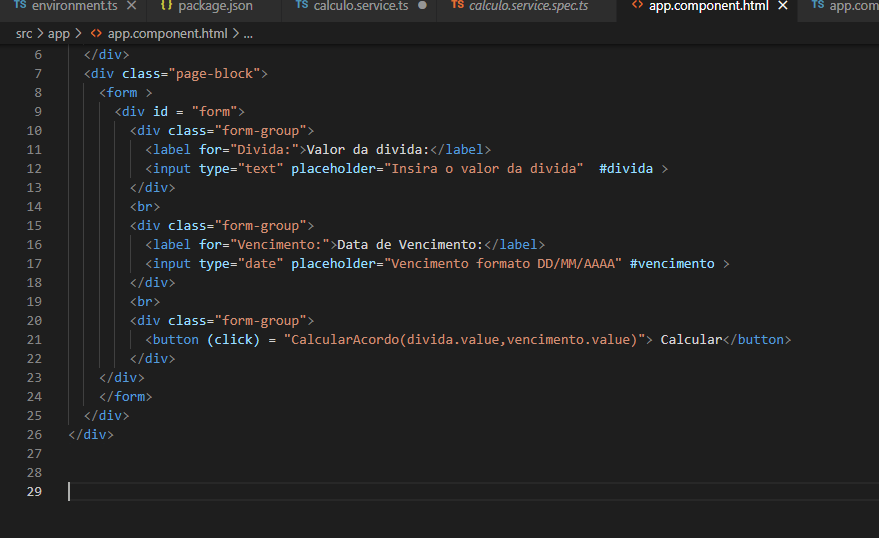 TS environment.ts × {} package.json TS calculo.service.ts ● TS calculo.service.spec.ts <> app.component.html × TS app.com
src > app > <> app.component.html > ...
6 </div>
7 <div class="page-block">
8 <form >
9 <div id = "form">
10 <div class="form-group">
11 <label for="Divida:">Valor da divida:</label>
12 <input type="text" placeholder="Insira o valor da divida"  #divida >
13 </div>
14 <br>
15 <div class="form-group">
16 <label for="Vencimento:">Data de Vencimento:</label>
17 <input type="date" placeholder="Vencimento formato DD/MM/AAAA" #vencimento >
18 </div>
19 <br>
20 <div class="form-group">
21 <button (click) = "CalcularAcordo(divida.value,vencimento.value)"> Calcular</button>
22 </div>
23 </div>
24 </form>
25 </div>
26 </div>
27
28
29